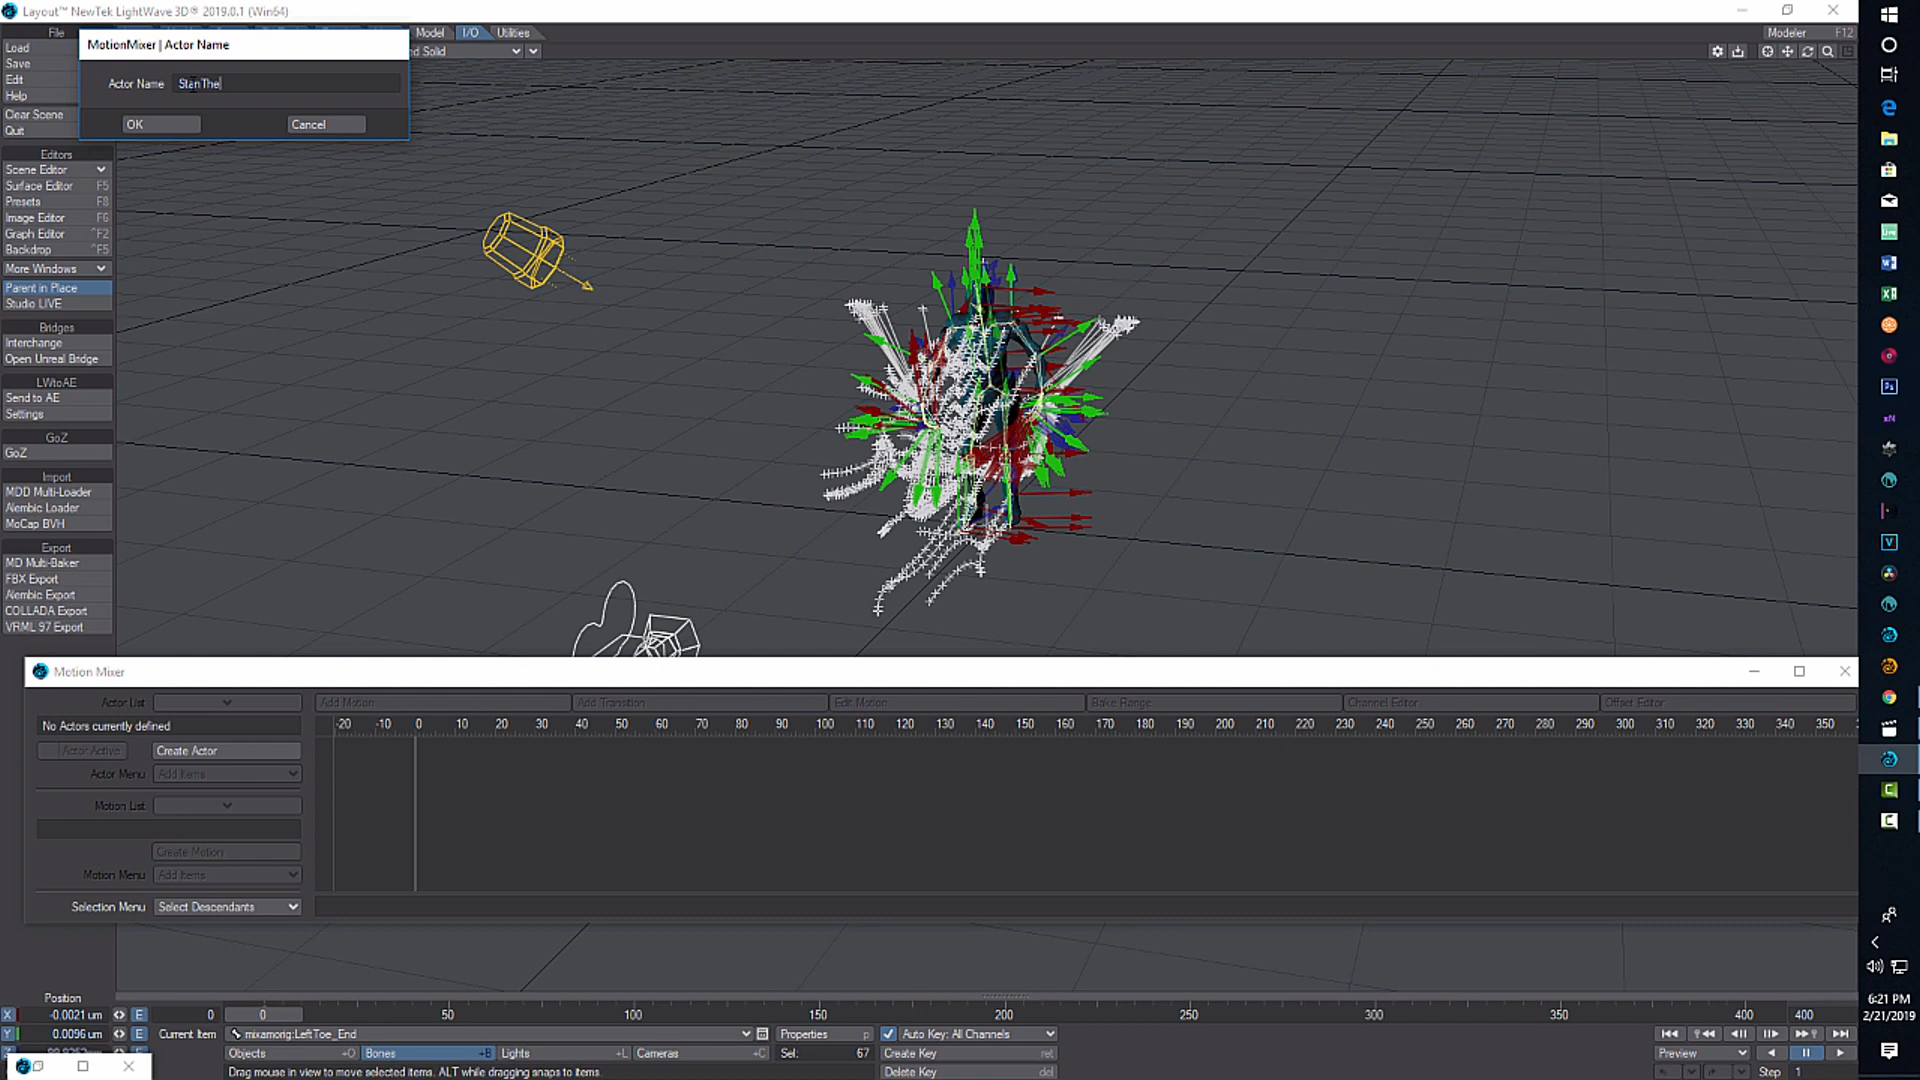 Layout™ NewTek LightWave 3D® 2019.0.1 (Win64)
File
Model
I/O
Utilities
Modeler F12
MotionMixer | Actor Name
Actor Name StanThe
OK
Cancel
Load
Save
Edit
Help
Clear Scene
Quit
Editors
Scene Editor
Surface Editor F5
Presets F8
Image Editor F6
Graph Editor ^F2
Backdrop ^F5
More Windows
Parent in Place
Studio LIVE
Bridges
Interchange
Open Unreal Bridge
LWtoAE
Send to AE
Settings
GoZ
GoZ
Import
MDD Multi-Loader
Alembic Loader
MoCap BVH
Export
MD Multi-Baker
FBX Export
Alembic Export
COLLADA Export
VRML 97 Export
Motion Mixer
Actor List
Add Motion
Add Transition
Edit Motion
Bake Range
Channel Editor
Offset Editor
No Actors currently defined
-20 -10 0 10 20 30 40 50 60 70 80 90 100 110 120 130 140 150 160 170 180 190 200 210 220 230 240 250 260 270 280 290 300 310 320 330 340 350
Actor Active
Create Actor
Actor Menu Add Items
Motion List
Create Motion
Motion Menu Add Items
Selection Menu Select Descendants
Position
X -0.0021 um E 0
0 50 100 150 200 250 300 350 400 400
Y 0.0096 um E
Current Item mixamorig:LeftToe_End
Properties p
Auto Key: All Channels
Objects +O
Bones +B
Lights +L
Cameras +C
Sel: 67
Create Key ret
Preview
Drag mouse in view to move selected items. ALT while dragging snaps to items.
Delete Key del
Step 1
6:21 PM
2/21/2019